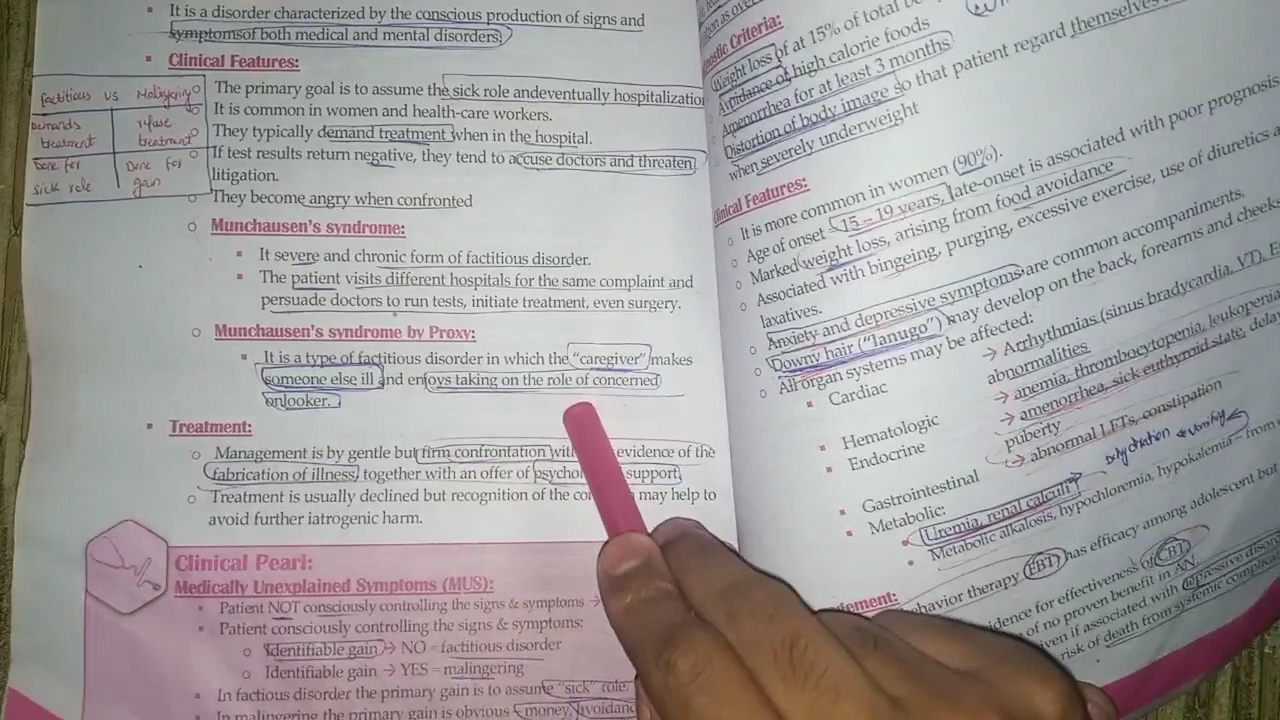 It is a disorder characterized by the conscious production of signs and
symptomsof both medical and mental disorders.
Clinical Features:
The primary goal is to assume the sick role andeventually hospitalization
It is common in women and health-care workers.
They typically demand treatment when in the hospital.
If test results return negative, they tend to accuse doctors and threaten
litigation.
They become angry when confronted
factitious vs Malingering
Demands treatment
refuse treatment
Done for sick role
Done for gain
Munchausen's syndrome:
It severe and chronic form of factitious disorder.
The patient visits different hospitals for the same complaint and
persuade doctors to run tests, initiate treatment, even surgery.
Munchausen's syndrome by Proxy:
It is a type of factitious disorder in which the "caregiver" makes
someone else ill and enjoys taking on the role of concerned
onlooker.
Treatment:
Management is by gentle but firm confrontation with evidence of the
fabrication of illness, together with an offer of support.
Treatment is usually declined but recognition of the may help to
avoid further iatrogenic harm.
Clinical Pearl:
Medically Unexplained Symptoms (MUS):
Patient NOT consciously controlling the signs & symptoms →
Patient consciously controlling the signs & symptoms:
Identifiable gain → NO = factitious disorder
Identifiable gain → YES = malingering
In factious disorder the primary gain is to assume "sick" role.
In malingering the primary gain is obvious (money,
Criteria:
Weight loss of at 15% of total
Avoidance of high calorie foods
Amenorrhea for at least 3 months
Distortion of body image so that patient regard themselves
when severely underweight
Clinical Features:
It is more common in women (90%).
Age of onset 15 – 19 years, late-onset is associated with poor prognosis
Marked weight loss, arising from food avoidance
Associated with bingeing, purging, excessive exercise, use of diuretics
laxatives.
Anxiety and depressive symptoms are common accompaniments.
Downy hair ("lanugo") may develop on the back, forearms and cheeks
All organ systems may be affected:
Cardiac → Arrhythmias (sinus bradycardia, VT),
abnormalities
Hematologic → anemia, thrombocytopenia, leukopenia
Endocrine → amenorrhea, sick euthyroid state,
puberty
Gastrointestinal → abnormal LFTs, constipation
Metabolic: dehydration vomiting
Uremia, renal calculi →
Metabolic alkalosis, hypochloremia, hypokalemia – from
behavior therapy (FBT) has efficacy among adolescent but
for effectiveness of CBT
of no proven benefit in AN.
if associated with depressive
risk of death from systemic